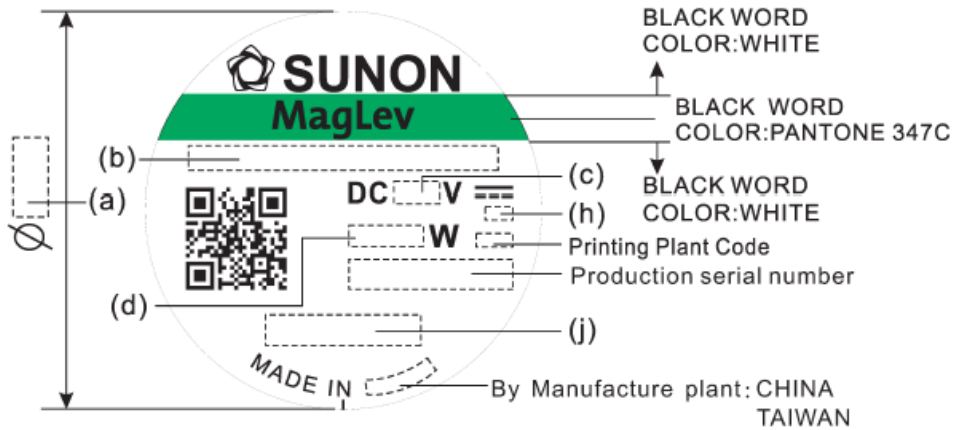 BLACK WORD
COLOR:WHITE
SUNON
MagLev
BLACK WORD
COLOR:PANTONE 347C
(b)
(c)
DC V
BLACK WORD
COLOR:WHITE
(a)
(h)
Ø
W
Printing Plant Code
Production serial number
(d)
(j)
MADE IN
By Manufacture plant: CHINA
TAIWAN